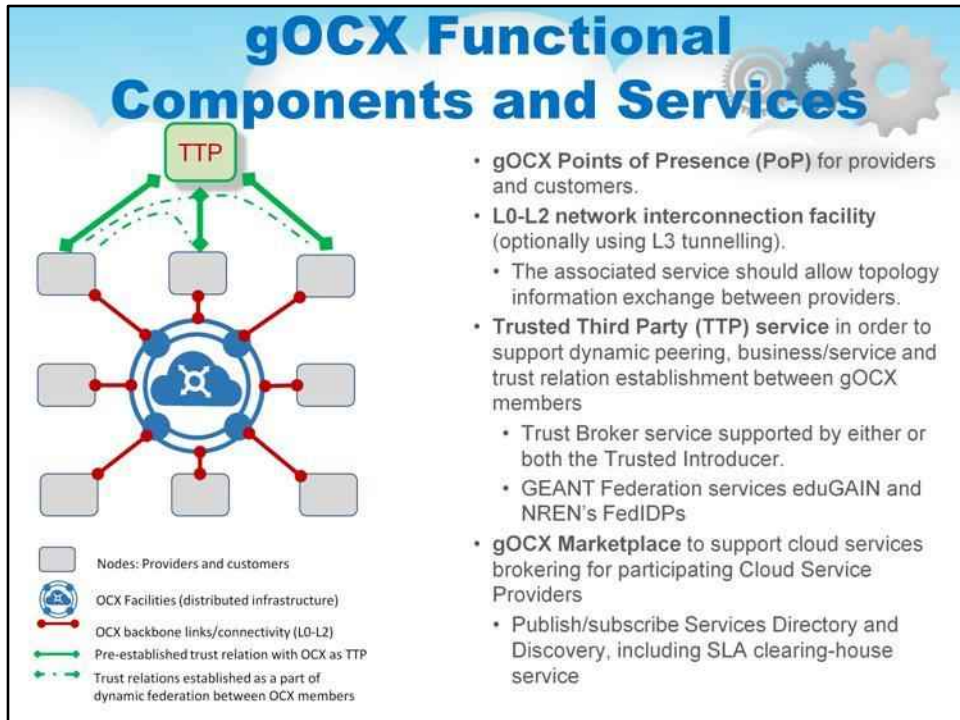 gOCX Functional
Components and Services
TTP
• gOCX Points of Presence (PoP) for providers
and customers.
• L0-L2 network interconnection facility
(optionally using L3 tunnelling).
• The associated service should allow topology
information exchange between providers.
• Trusted Third Party (TTP) service in order to
support dynamic peering, business/service and
trust relation establishment between gOCX
members
• Trust Broker service supported by either or
both the Trusted Introducer.
• GEANT Federation services eduGAIN and
NREN's FedIDPs
• gOCX Marketplace to support cloud services
brokering for participating Cloud Service
Providers
• Publish/subscribe Services Directory and
Discovery, including SLA clearing-house
service
Nodes: Providers and customers
OCX Facilities (distributed infrastructure)
OCX backbone links/connectivity (L0-L2)
Pre-established trust relation with OCX as TTP
Trust relations established as a part of
dynamic federation between OCX members